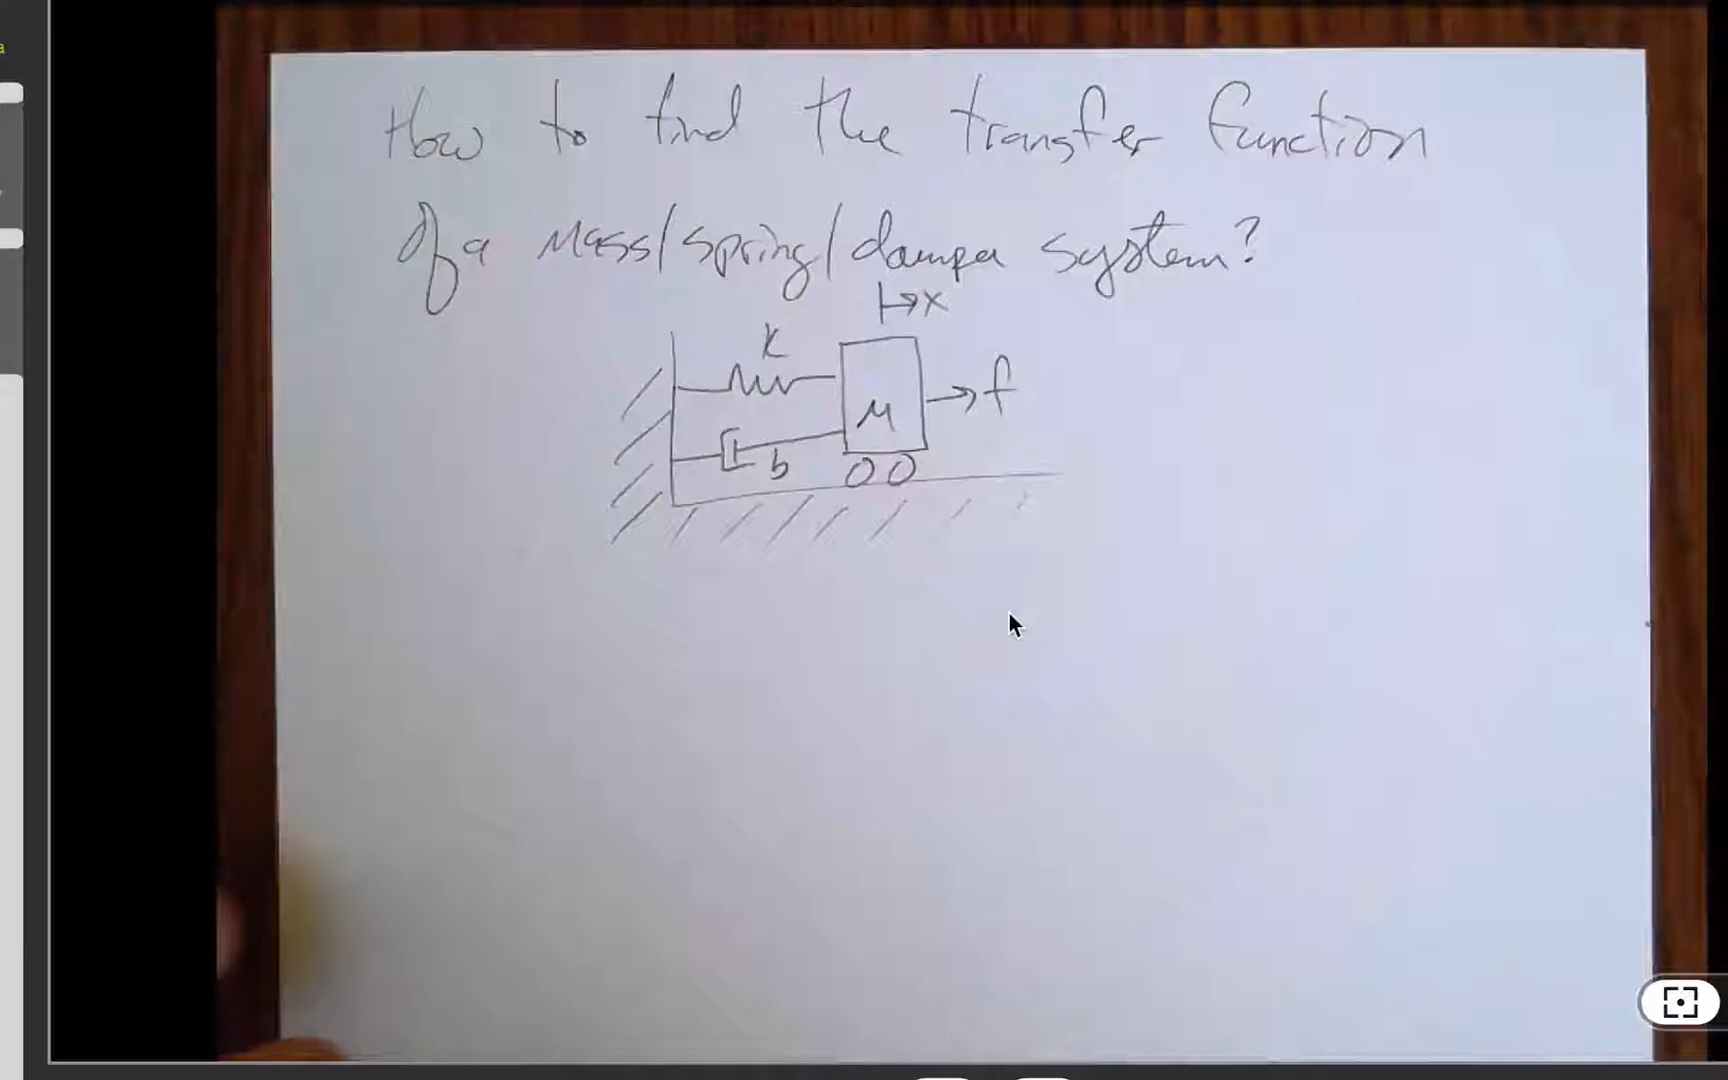 How to find the transfer function
Of a Mass/spring/damper system?
x
K
f
M
b